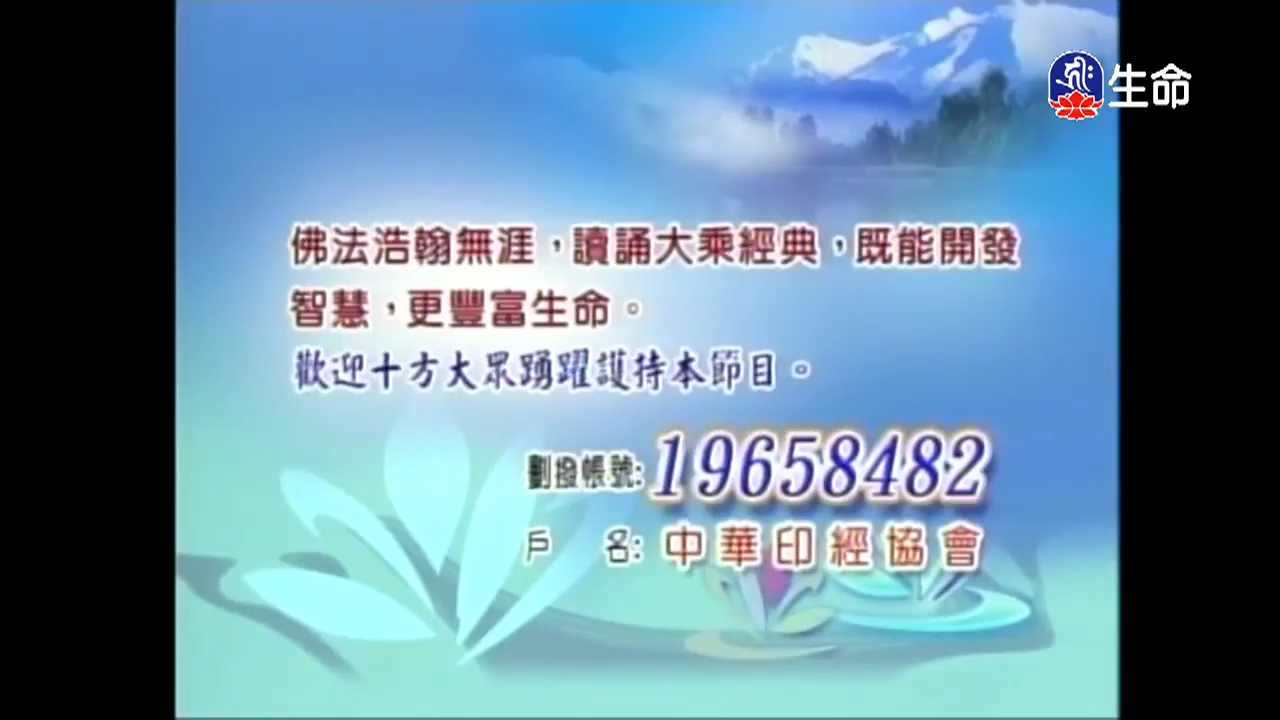 生命
佛法浩翰無涯，讀誦大乘經典，既能開發
智慧，更豐富生命。
歡迎十方大眾踴躍護持本節目。
劃撥帳號:19658482
戶 名:中華印經協會